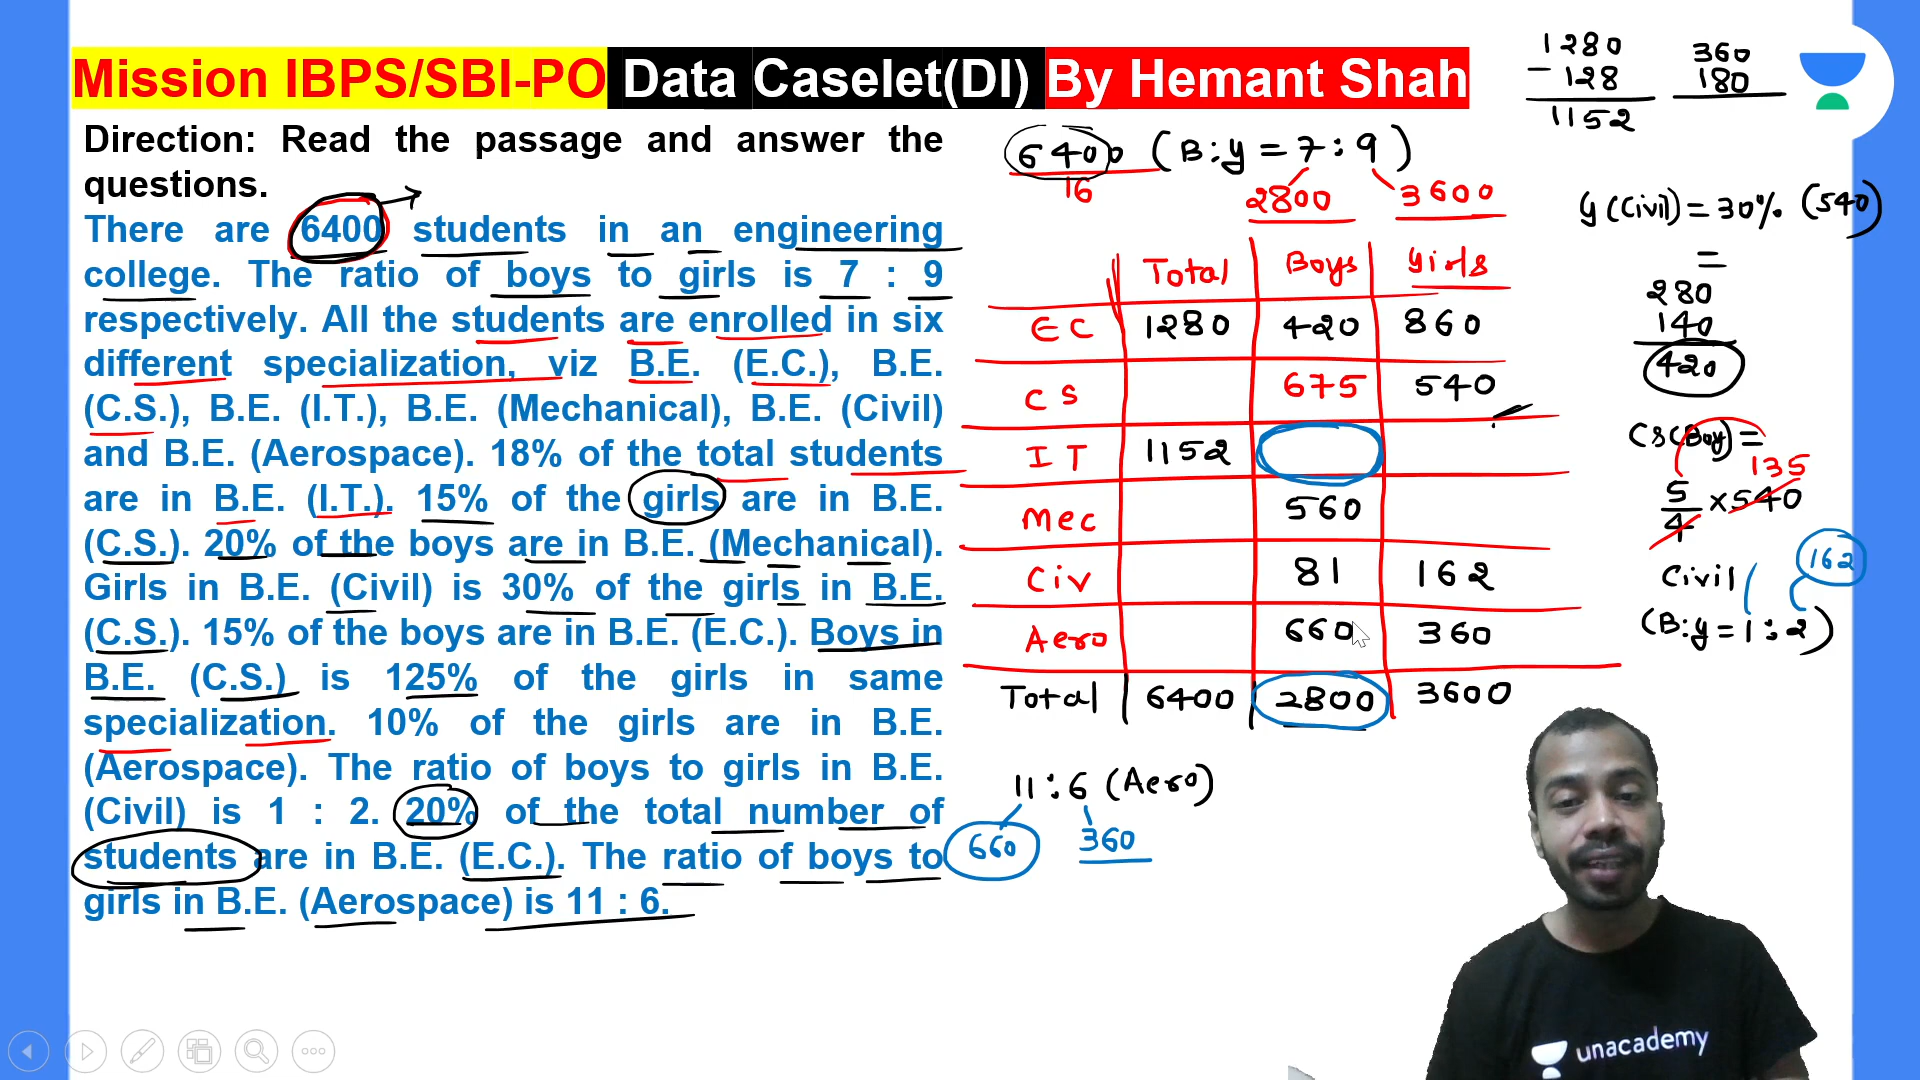 Mission IBPS/SBI-PO Data Caselet(DI) By Hemant Shah
Direction: Read the passage and answer the
questions.
There are 6400 students in an engineering
college. The ratio of boys to girls is 7 : 9
respectively. All the students are enrolled in six
different specialization, viz B.E. (E.C.), B.E.
(C.S.), B.E. (I.T.), B.E. (Mechanical), B.E. (Civil)
and B.E. (Aerospace). 18% of the total students
are in B.E. (I.T.). 15% of the girls are in B.E.
(C.S.). 20% of the boys are in B.E. (Mechanical).
Girls in B.E. (Civil) is 30% of the girls in B.E.
(C.S.). 15% of the boys are in B.E. (E.C.). Boys in
B.E. (C.S.) is 125% of the girls in same
specialization. 10% of the girls are in B.E.
(Aerospace). The ratio of boys to girls in B.E.
(Civil) is 1 : 2. 20% of the total number of
students are in B.E. (E.C.). The ratio of boys to
girls in B.E. (Aerospace) is 11 : 6.
6400 (B:g = 7:9)
16 2800 3600
Total Boys Girls
EC 1280 420 860
CS 675 540
IT 1152
Mec 560
Civ 81 162
Aero 660 360
Total 6400 2800 3600
11:6 (Aero)
660 360
1280
- 128
1152
360
180
g(Civil) = 30% (540)
=
280
140
420
CS(Boy) =
135
5/4 × 540
162
Civil
(B:g = 1:2)
unacademy